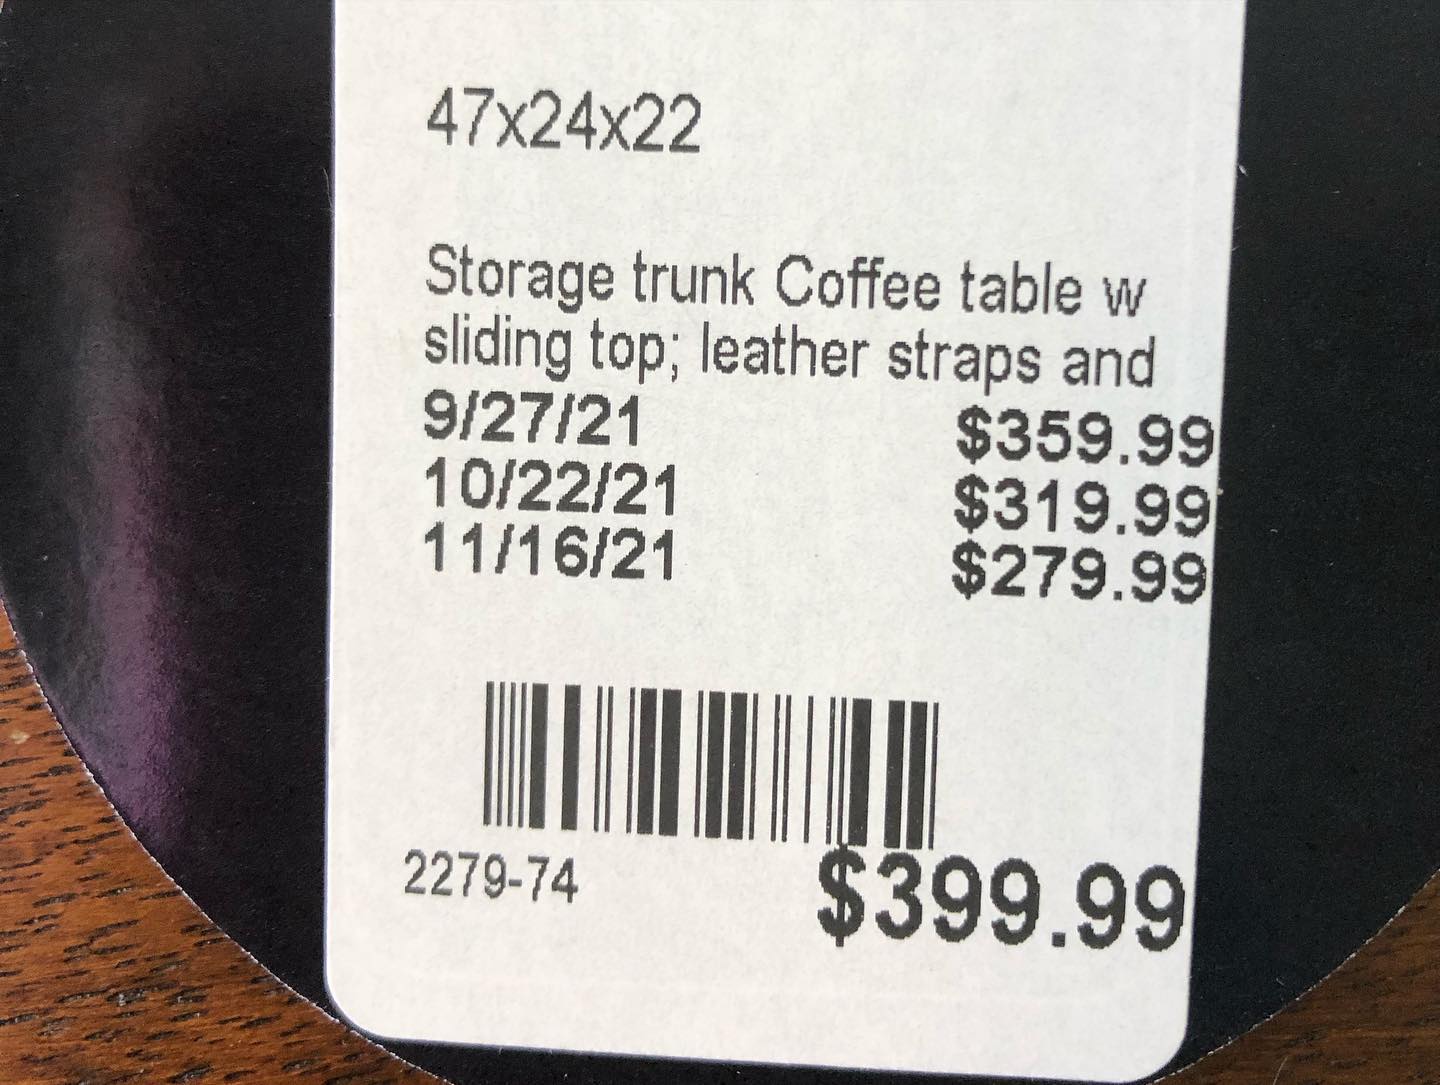 47x24x22
Storage trunk Coffee table w
sliding top; leather straps and
9/27/21 $359.99
10/22/21 $319.99
11/16/21 $279.99
2279-74 $399.99